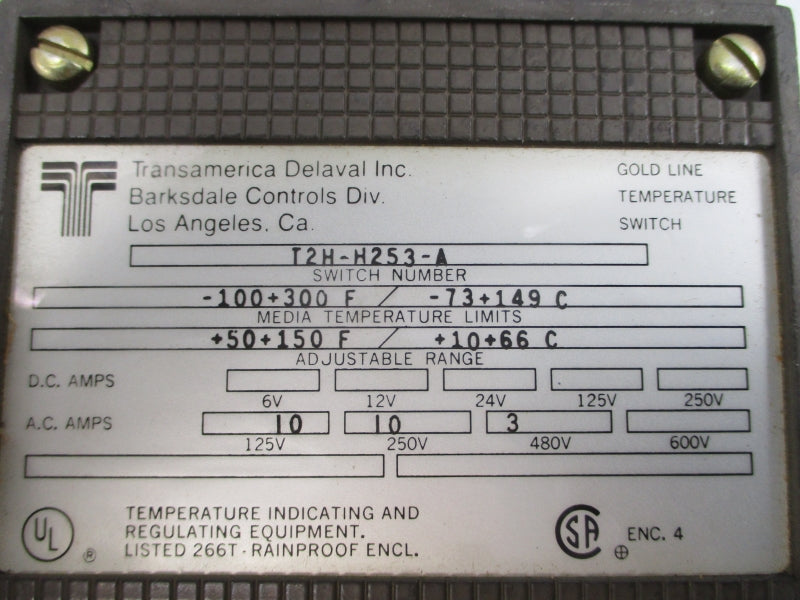 Transamerica Delaval Inc.
Barksdale Controls Div.
Los Angeles, Ca.
GOLD LINE
TEMPERATURE
SWITCH
T2H-H253-A
SWITCH NUMBER
-100+300 F / -73+149 C
MEDIA TEMPERATURE LIMITS
+50+150 F / +10+66 C
ADJUSTABLE RANGE
D.C. AMPS
6V 12V 24V 125V 250V
A.C. AMPS 10 10 3
125V 250V 480V 600V
UL ®
TEMPERATURE INDICATING AND
REGULATING EQUIPMENT.
LISTED 266T - RAINPROOF ENCL.
SA ENC. 4